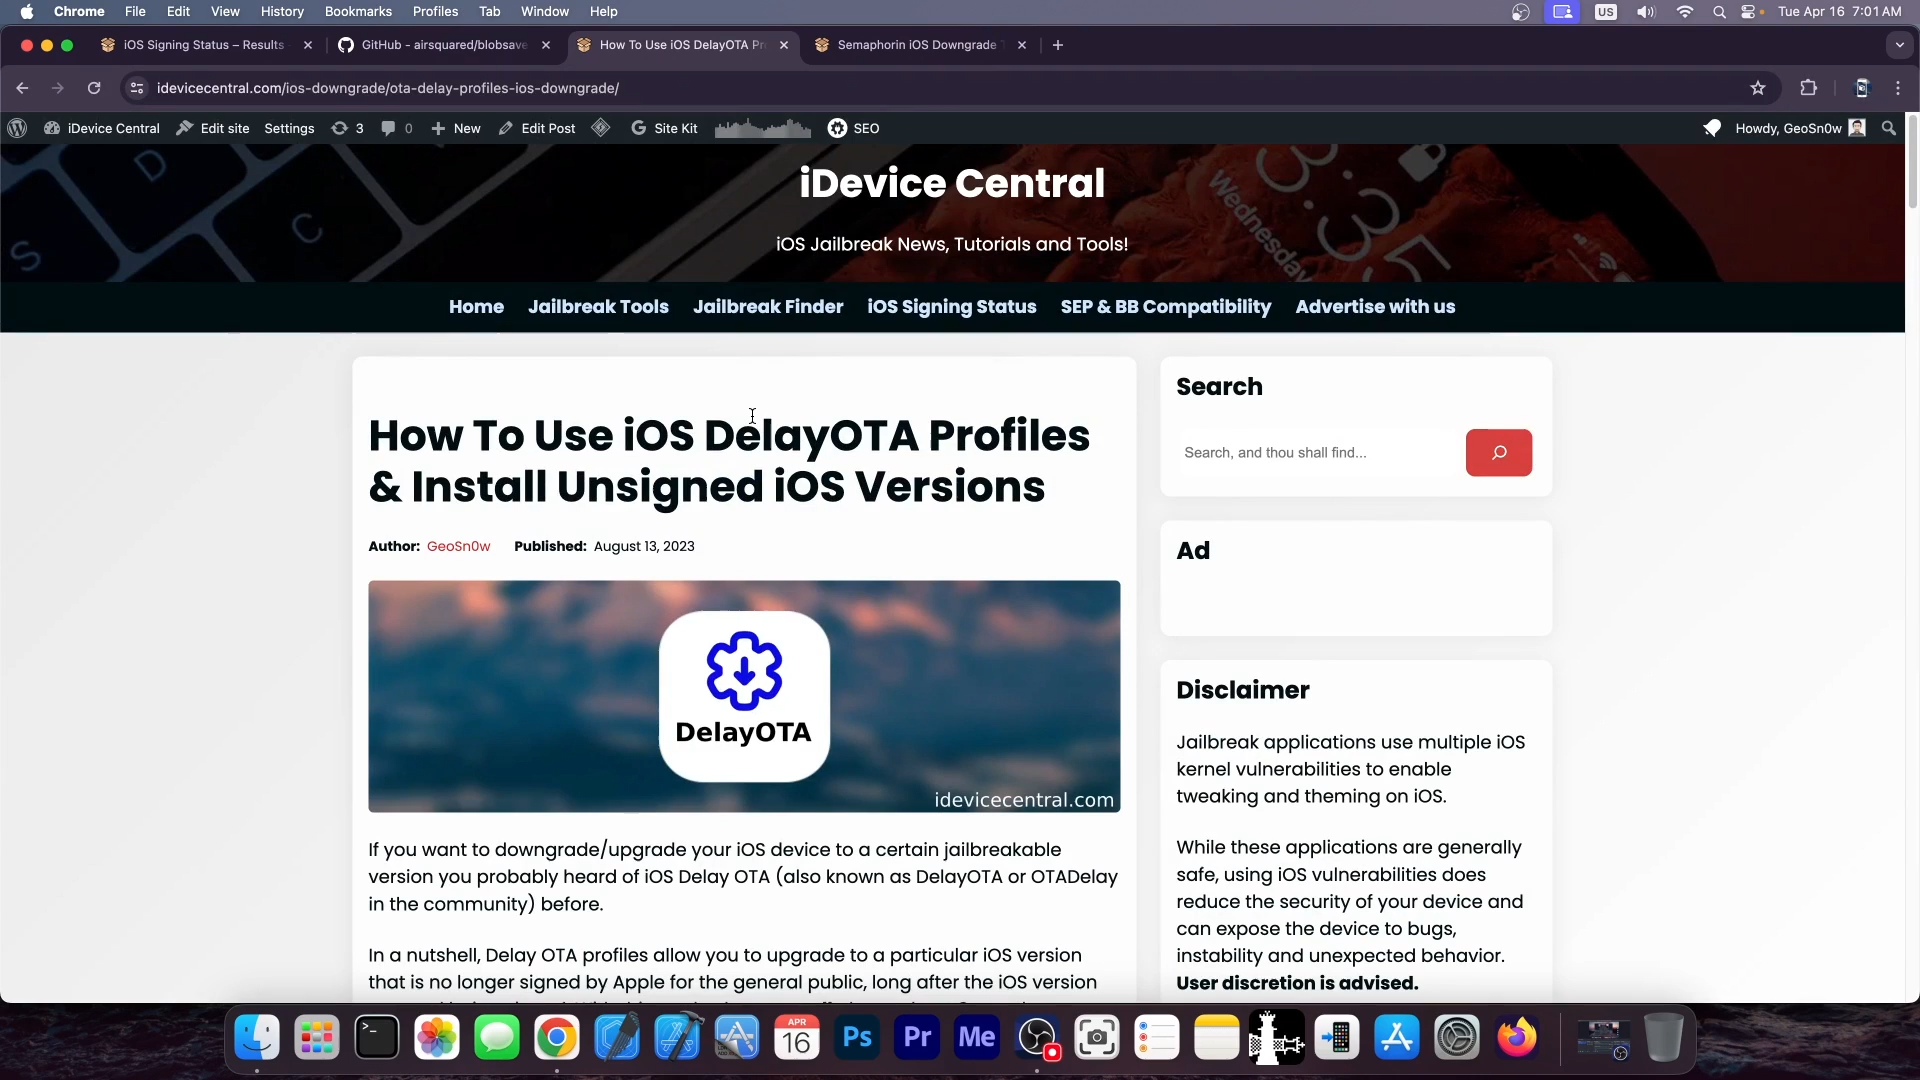 Chrome File Edit View History Bookmarks Profiles Tab Window Help US Tue Apr 16 7:01 AM
iOS Signing Status – Results GitHub - airsquared/blobsave How To Use iOS DelayOTA Pr Semaphorin iOS Downgrade
idevicecentral.com/ios-downgrade/ota-delay-profiles-ios-downgrade/
iDevice Central Edit site Settings 3 0 New Edit Post Site Kit SEO Howdy, GeoSn0w
D
S
C
3:35
Wednesday
iDevice Central
iOS Jailbreak News, Tutorials and Tools!
Home Jailbreak Tools Jailbreak Finder iOS Signing Status SEP & BB Compatibility Advertise with us
How To Use iOS DelayOTA Profiles
& Install Unsigned iOS Versions
Author: GeoSn0w Published: August 13, 2023
DelayOTA
idevicecentral.com
If you want to downgrade/upgrade your iOS device to a certain jailbreakable
version you probably heard of iOS Delay OTA (also known as DelayOTA or OTADelay
in the community) before.
In a nutshell, Delay OTA profiles allow you to upgrade to a particular iOS version
that is no longer signed by Apple for the general public, long after the iOS version
Search
Search, and thou shall find...
Ad
Disclaimer
Jailbreak applications use multiple iOS
kernel vulnerabilities to enable
tweaking and theming on iOS.
While these applications are generally
safe, using iOS vulnerabilities does
reduce the security of your device and
can expose the device to bugs,
instability and unexpected behavior.
User discretion is advised.
APR
16
Ps
Pr
Me